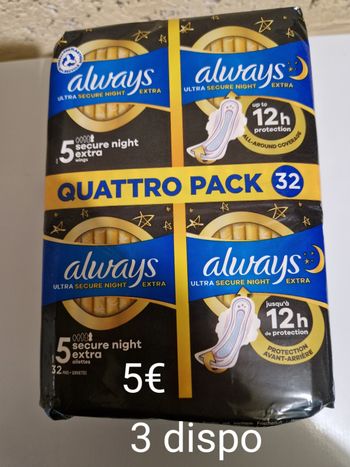 always
ULTRA SECURE NIGHT EXTRA
5 secure night
extra
wings
always
ULTRA SECURE NIGHT EXTRA
up to
12h
protection
ALL-AROUND COVERAGE
QUATTRO PACK 32
always
ULTRA SECURE NIGHT EXTRA
5 secure night
extra
ailettes
32
always
ULTRA SECURE NIGHT EXTRA
jusqu'à
12h
de protection
PROTECTION
AVANT-ARRIÈRE
5€
3 dispo